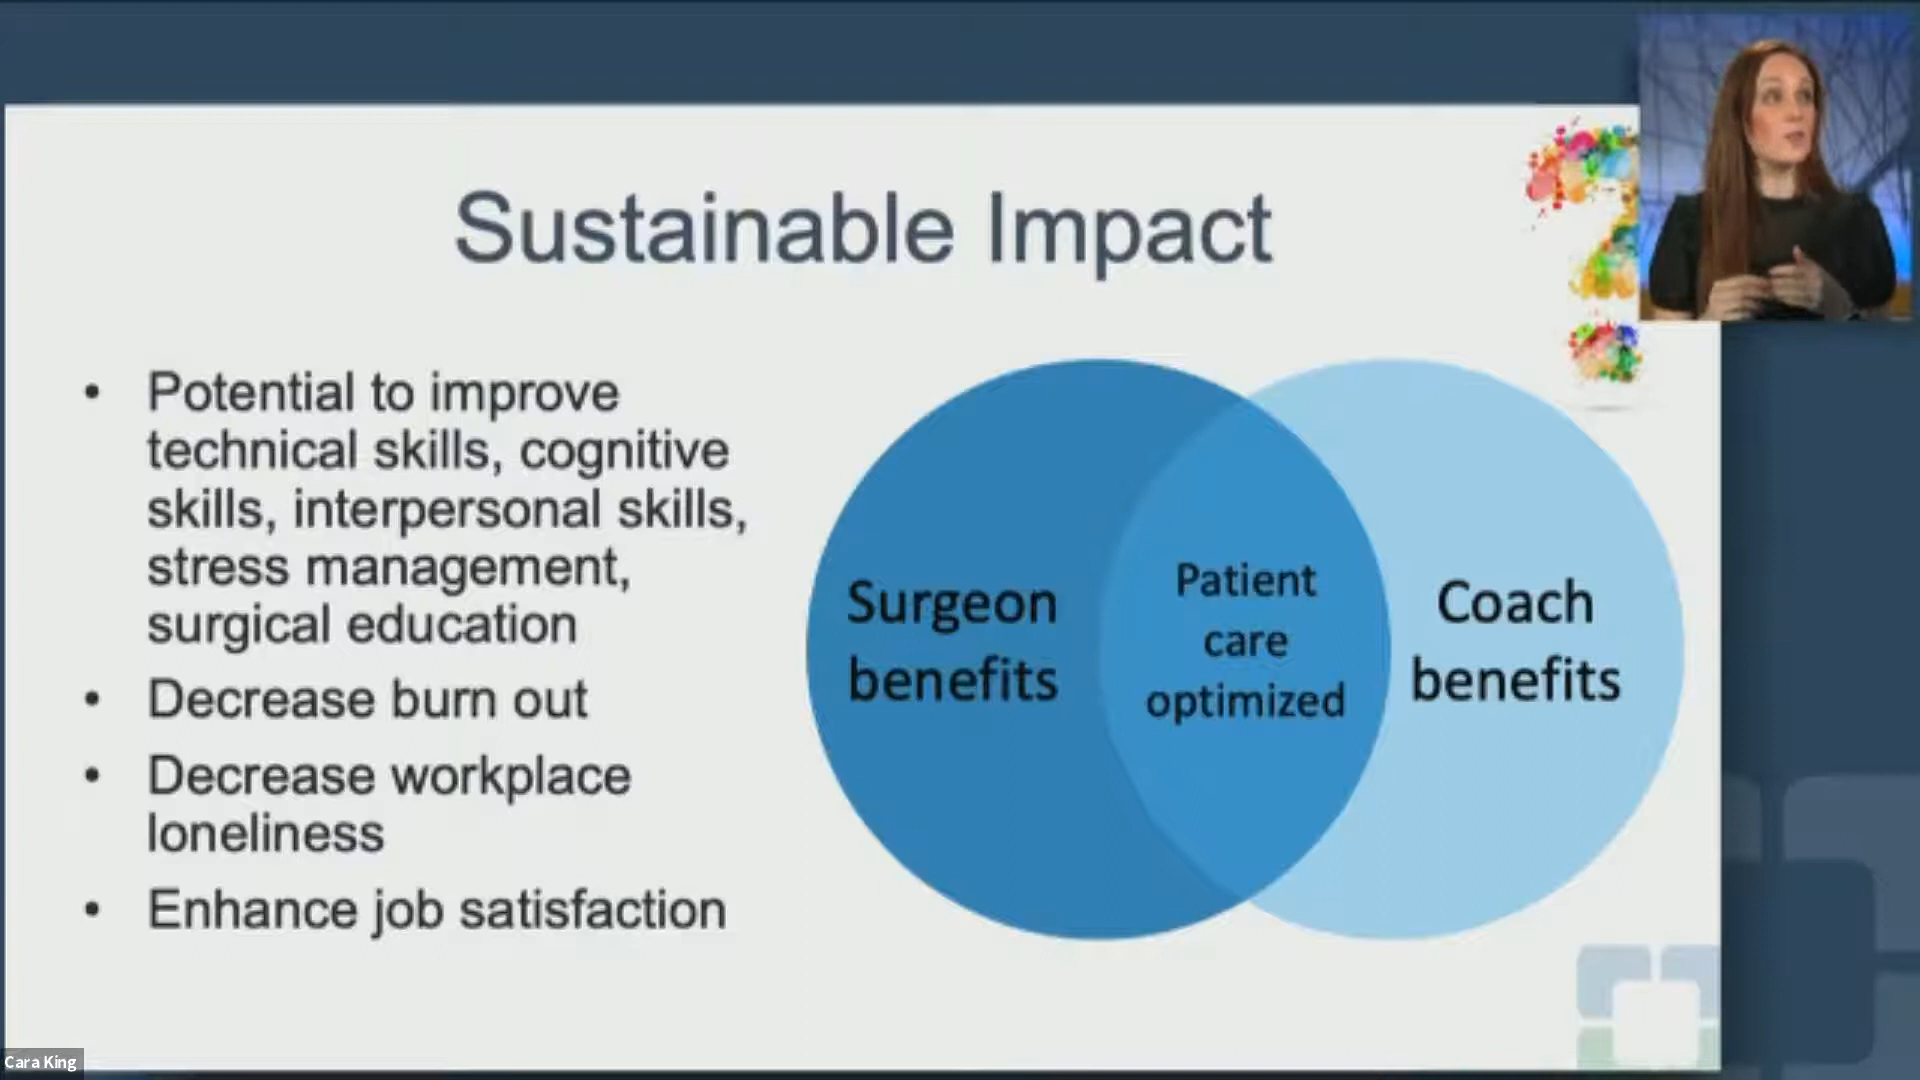 Sustainable Impact
• Potential to improve
technical skills, cognitive
skills, interpersonal skills,
stress management,
surgical education
• Decrease burn out
• Decrease workplace
loneliness
• Enhance job satisfaction
Surgeon
benefits
Patient
care
optimized
Coach
benefits
Cara King